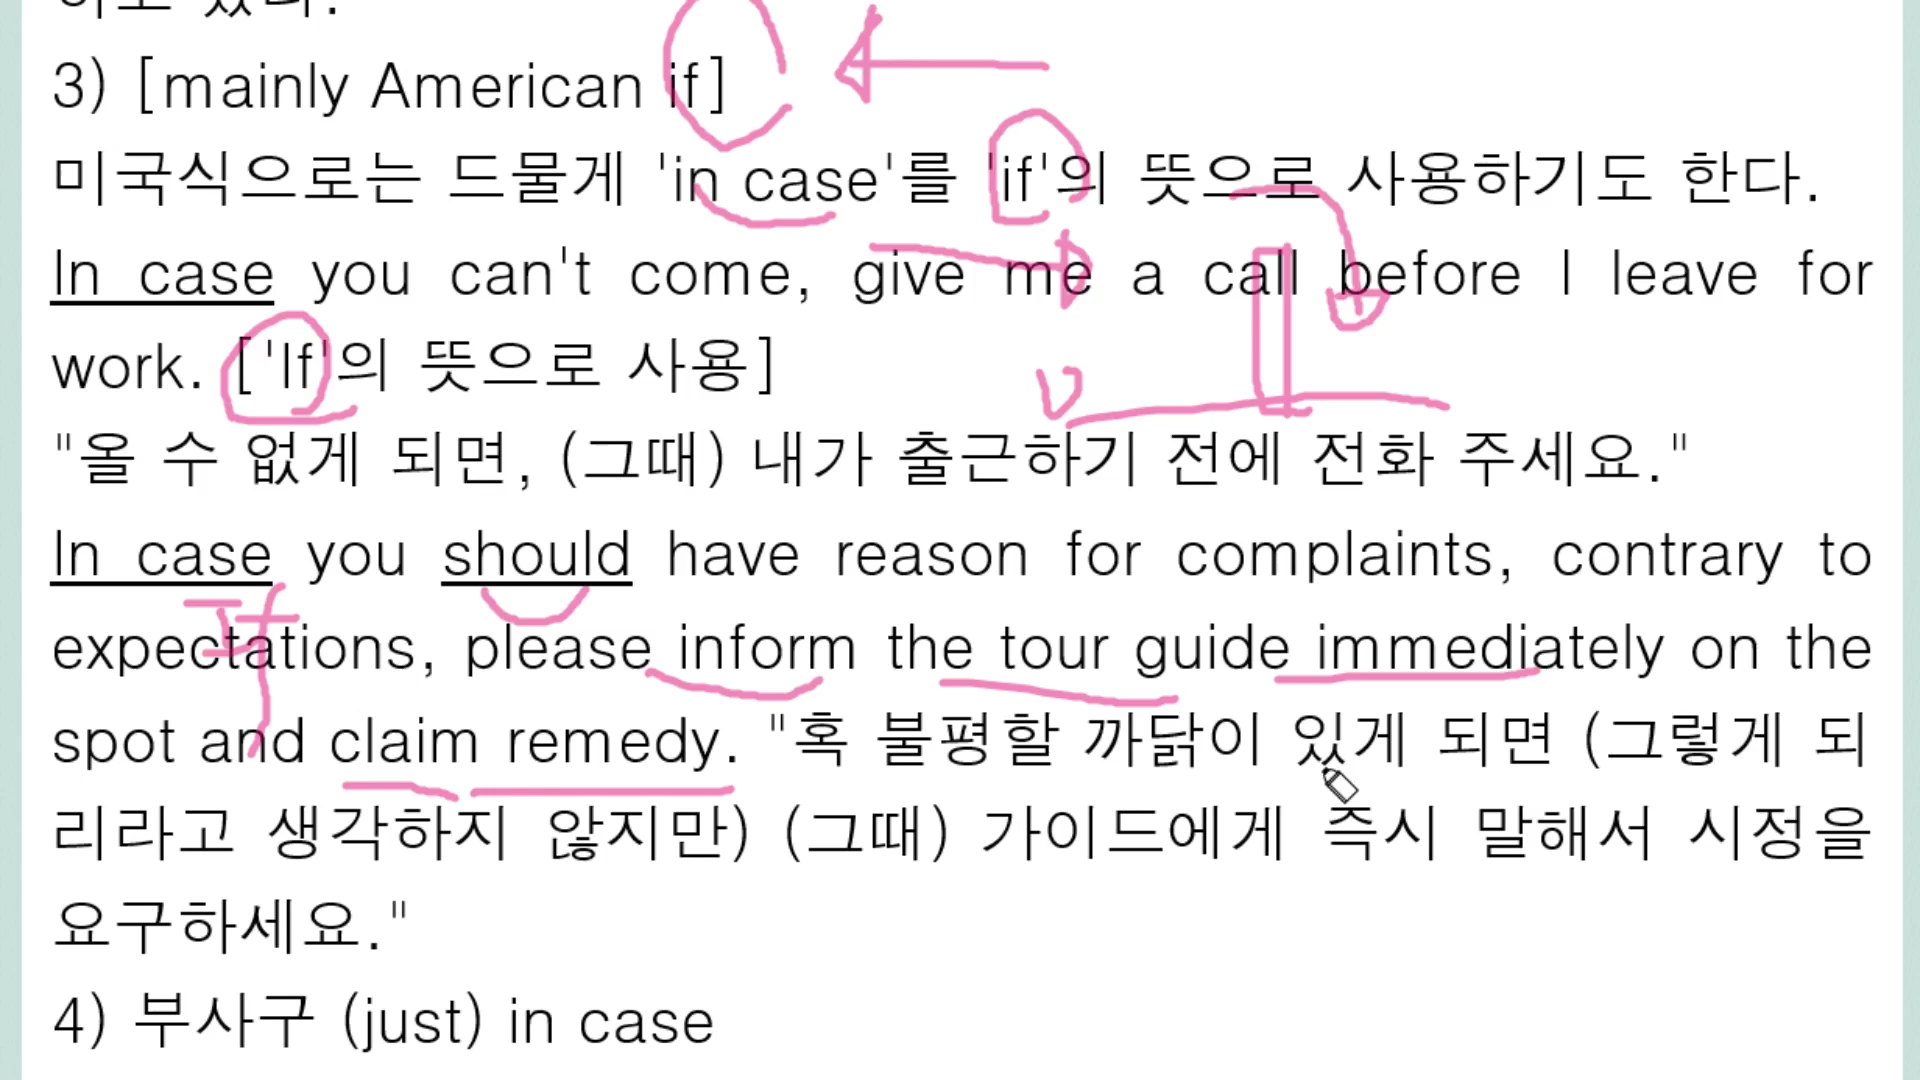 하고 있다.
3) [mainly American if]
미국식으로는 드물게 'in case'를 'if'의 뜻으로 사용하기도 한다.
In case you can't come, give me a call before I leave for
work. ['If'의 뜻으로 사용]
"올 수 없게 되면, (그때) 내가 출근하기 전에 전화 주세요."
In case you should have reason for complaints, contrary to
If
expectations, please inform the tour guide immediately on the
spot and claim remedy. "혹 불평할 까닭이 있게 되면 (그렇게 되
리라고 생각하지 않지만) (그때) 가이드에게 즉시 말해서 시정을
요구하세요."
4) 부사구 (just) in case